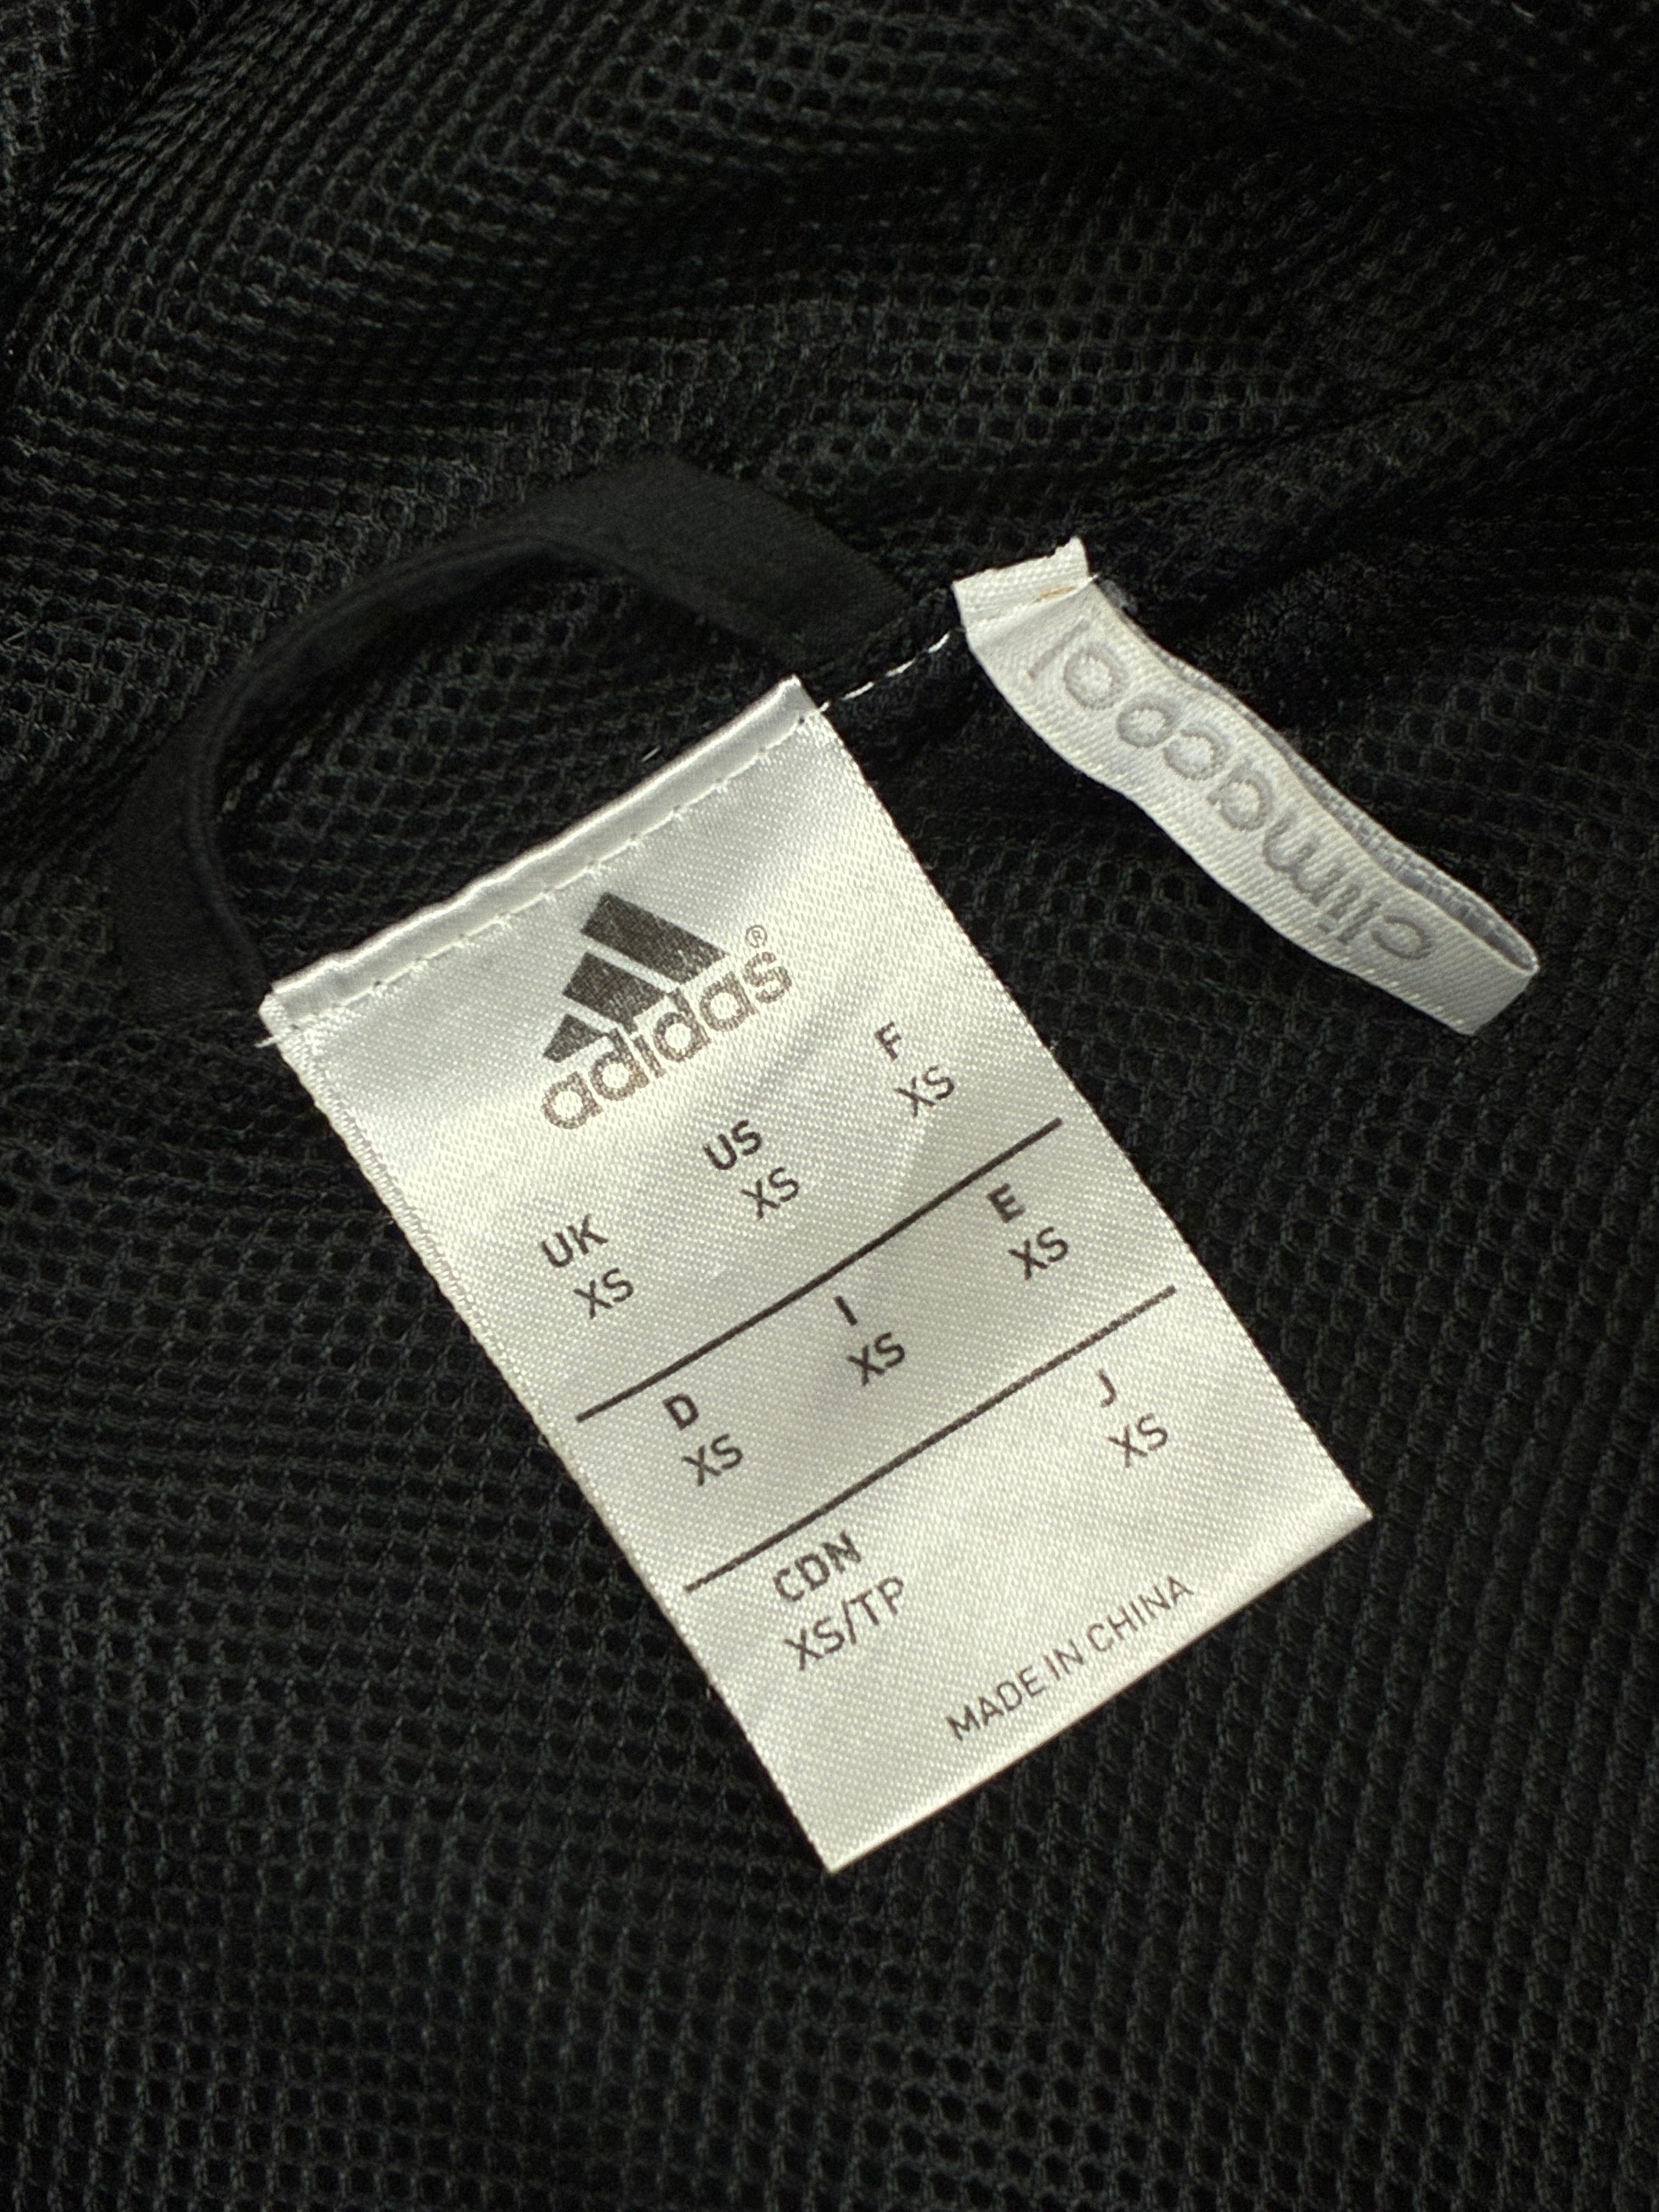 climacool
adidas®
UK US F
XS XS XS
D I E
XS XS XS
CDN J
XS/TP XS
MADE IN CHINA